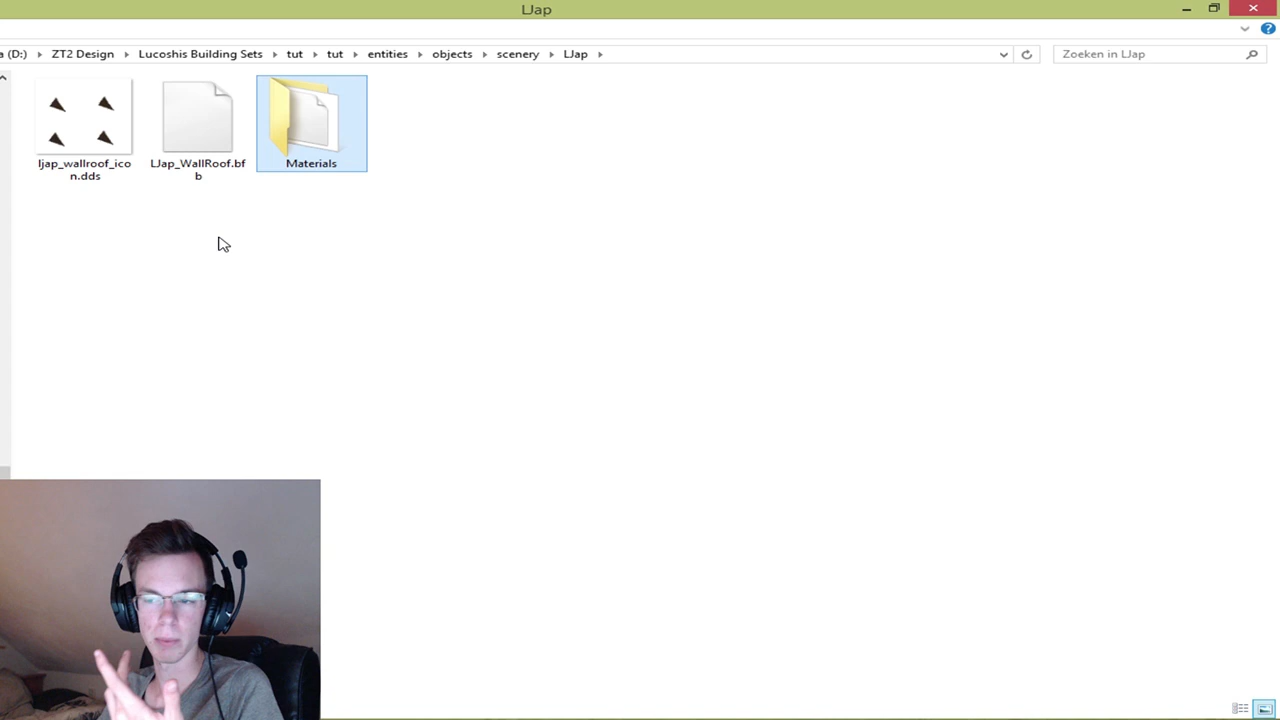 LJap
a (D:) ▸ ZT2 Design ▸ Lucoshis Building Sets ▸ tut ▸ tut ▸ entities ▸ objects ▸ scenery ▸ LJap ▸
Zoeken in LJap
ljap_wallroof_ico
n.dds
LJap_WallRoof.bf
b
Materials